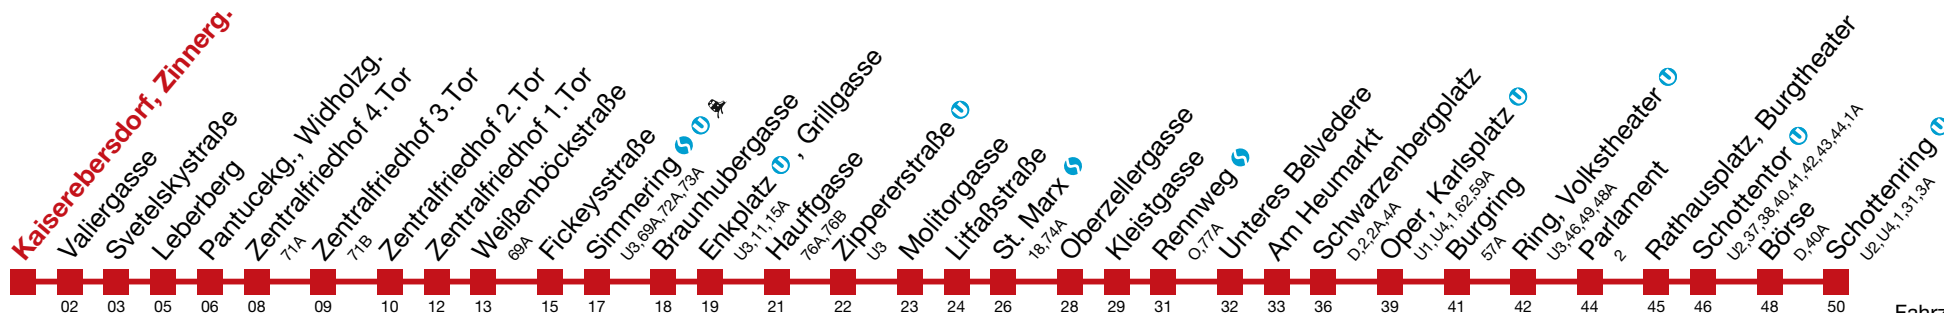 Kaiserebersdorf, Zinnerg.
Valiergasse
Svetelskystraße
Leberberg
Pantucekg., Widholzg.
Zentralfriedhof 4.Tor
71A
Zentralfriedhof 3.Tor
71B
Zentralfriedhof 2.Tor
Zentralfriedhof 1.Tor
Weißenböckstraße
69A
Fickeysstraße
Simmering
U3,69A,72A,73A
Braunhubergasse
Enkplatz U, Grillgasse
U3,11,15A
Hauffgasse
76A,76B
Zippererstraße U
U3
Molitorgasse
Litfaßstraße
St. Marx
18,74A
Oberzellergasse
Kleistgasse
Rennweg
O,77A
Unteres Belvedere
Am Heumarkt
Schwarzenbergplatz
D,2,2A,4A
Oper, Karlsplatz U
U1,U4,1,62,59A
Burgring
57A
Ring, Volkstheater U
U3,46,49,48A
Parlament
2
Rathausplatz, Burgtheater
Schottentor U
U2,37,38,40,41,42,43,44,1A
Börse
D,40A
Schottenring U
U2,U4,1,31,3A
02 03 05 06 08 09 10 12 13 15 17 18 19 21 22 23 24 26 28 29 31 32 33 36 39 41 42 44 45 46 48 50
Fahrz